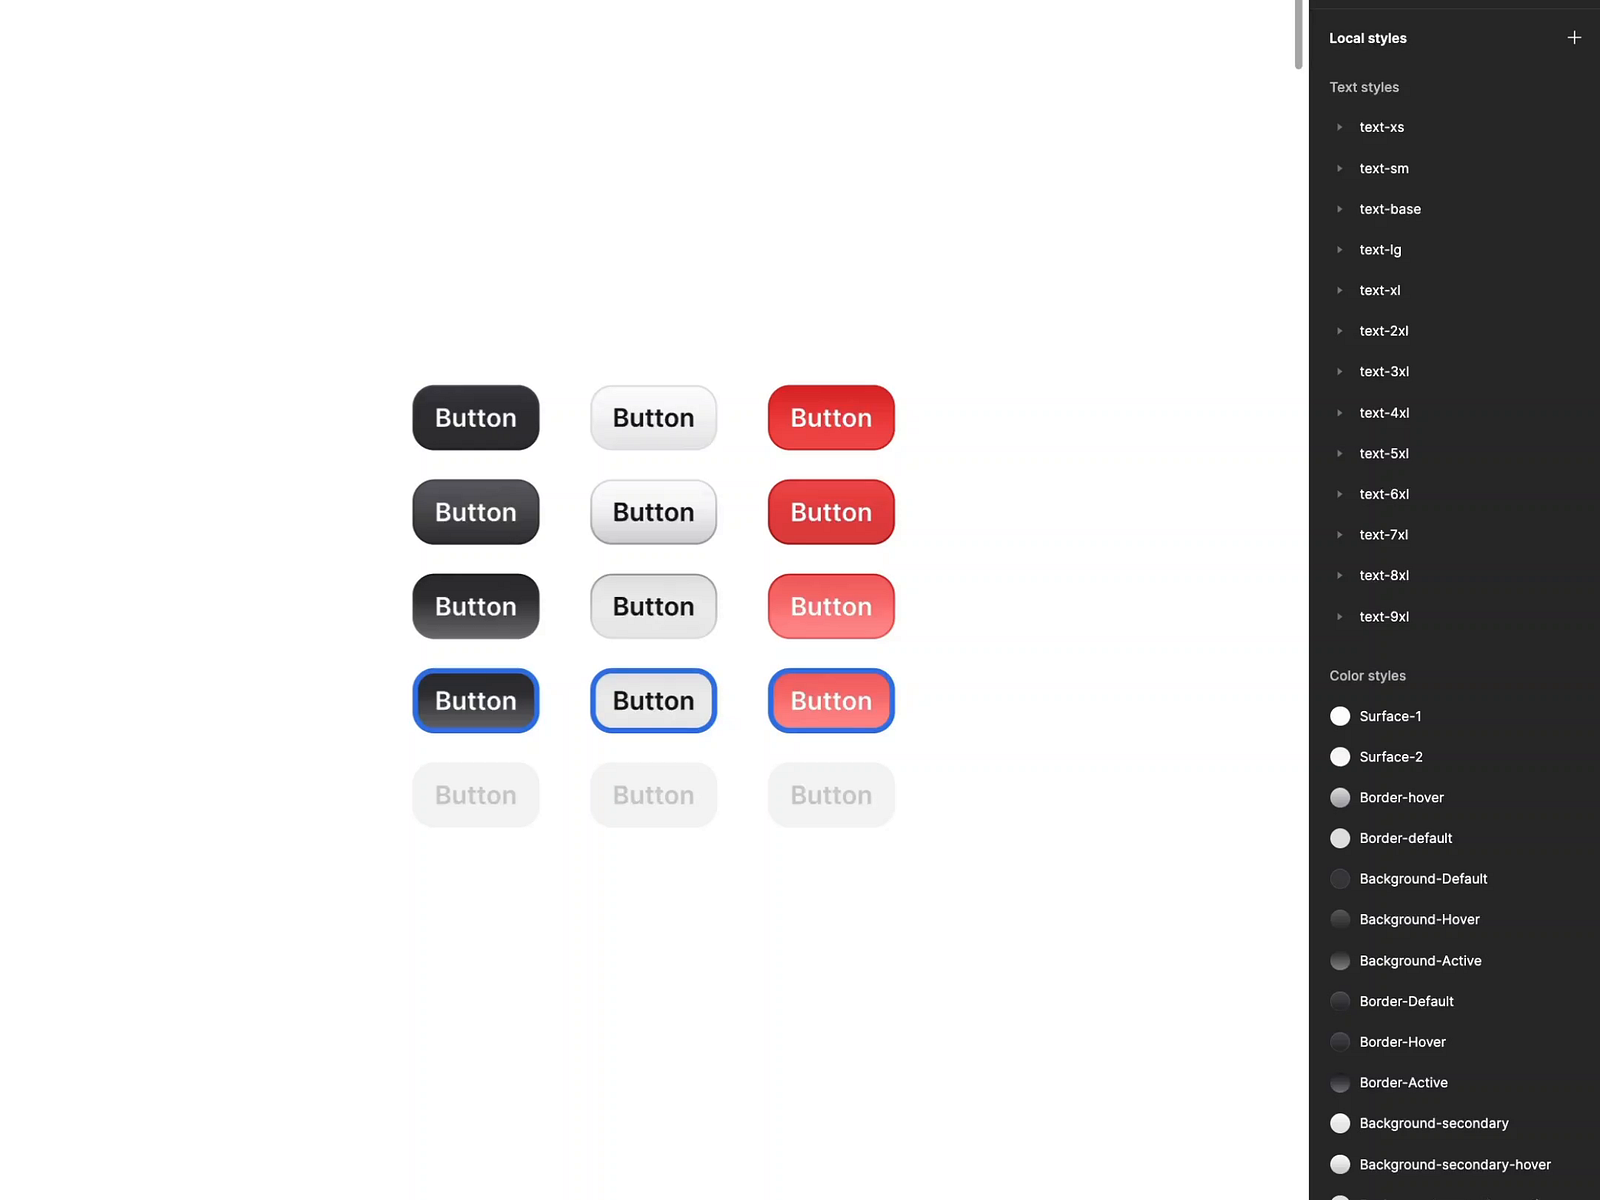 Button Button Button
Button Button Button
Button Button Button
Button Button Button
Button Button Button
Local styles
Text styles
text-xs
text-sm
text-base
text-lg
text-xl
text-2xl
text-3xl
text-4xl
text-5xl
text-6xl
text-7xl
text-8xl
text-9xl
Color styles
Surface-1
Surface-2
Border-hover
Border-default
Background-Default
Background-Hover
Background-Active
Border-Default
Border-Hover
Border-Active
Background-secondary
Background-secondary-hover